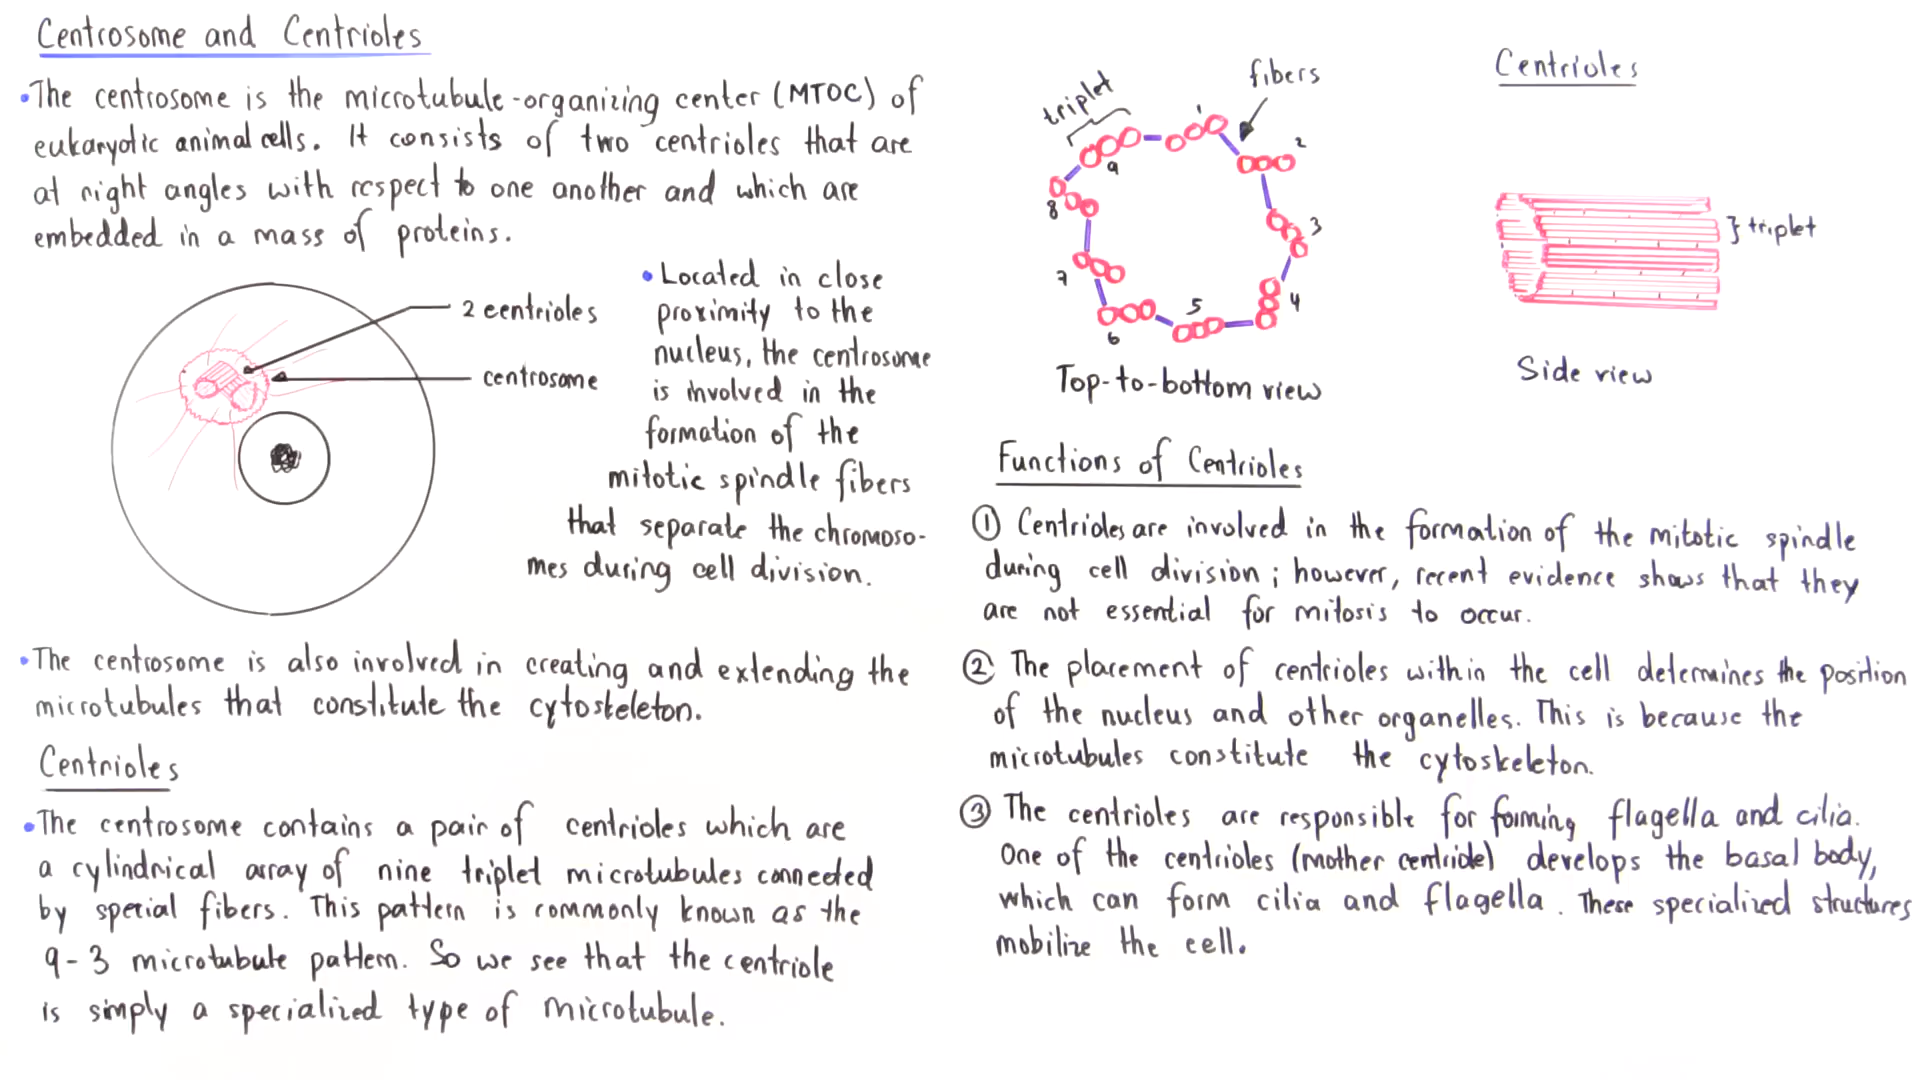 Centrosome and Centrioles
• The centrosome is the microtubule-organizing center (MTOC) of
eukaryotic animal cells. It consists of two centrioles that are
at right angles with respect to one another and which are
embedded in a mass of proteins.
2 centrioles
centrosome
• Located in close
proximity to the
nucleus, the centrosome
is involved in the
formation of the
mitotic spindle fibers
that separate the chromoso-
mes during cell division.
• The centrosome is also involved in creating and extending the
microtubules that constitute the cytoskeleton.
Centrioles
• The centrosome contains a pair of centrioles which are
a cylindrical array of nine triplet microtubules connected
by special fibers. This pattern is commonly known as the
9-3 microtubule pattern. So we see that the centriole
is simply a specialized type of microtubule.
triplet
fibers
1
2
3
4
5
6
7
8
9
Top-to-bottom view
Centrioles
} triplet
Side view
Functions of Centrioles
① Centrioles are involved in the formation of the mitotic spindle
during cell division; however, recent evidence shows that they
are not essential for mitosis to occur.
② The placement of centrioles within the cell determines the position
of the nucleus and other organelles. This is because the
microtubules constitute the cytoskeleton.
③ The centrioles are responsible for forming flagella and cilia.
One of the centrioles (mother centriole) develops the basal body,
which can form cilia and flagella. These specialized structures
mobilize the cell.